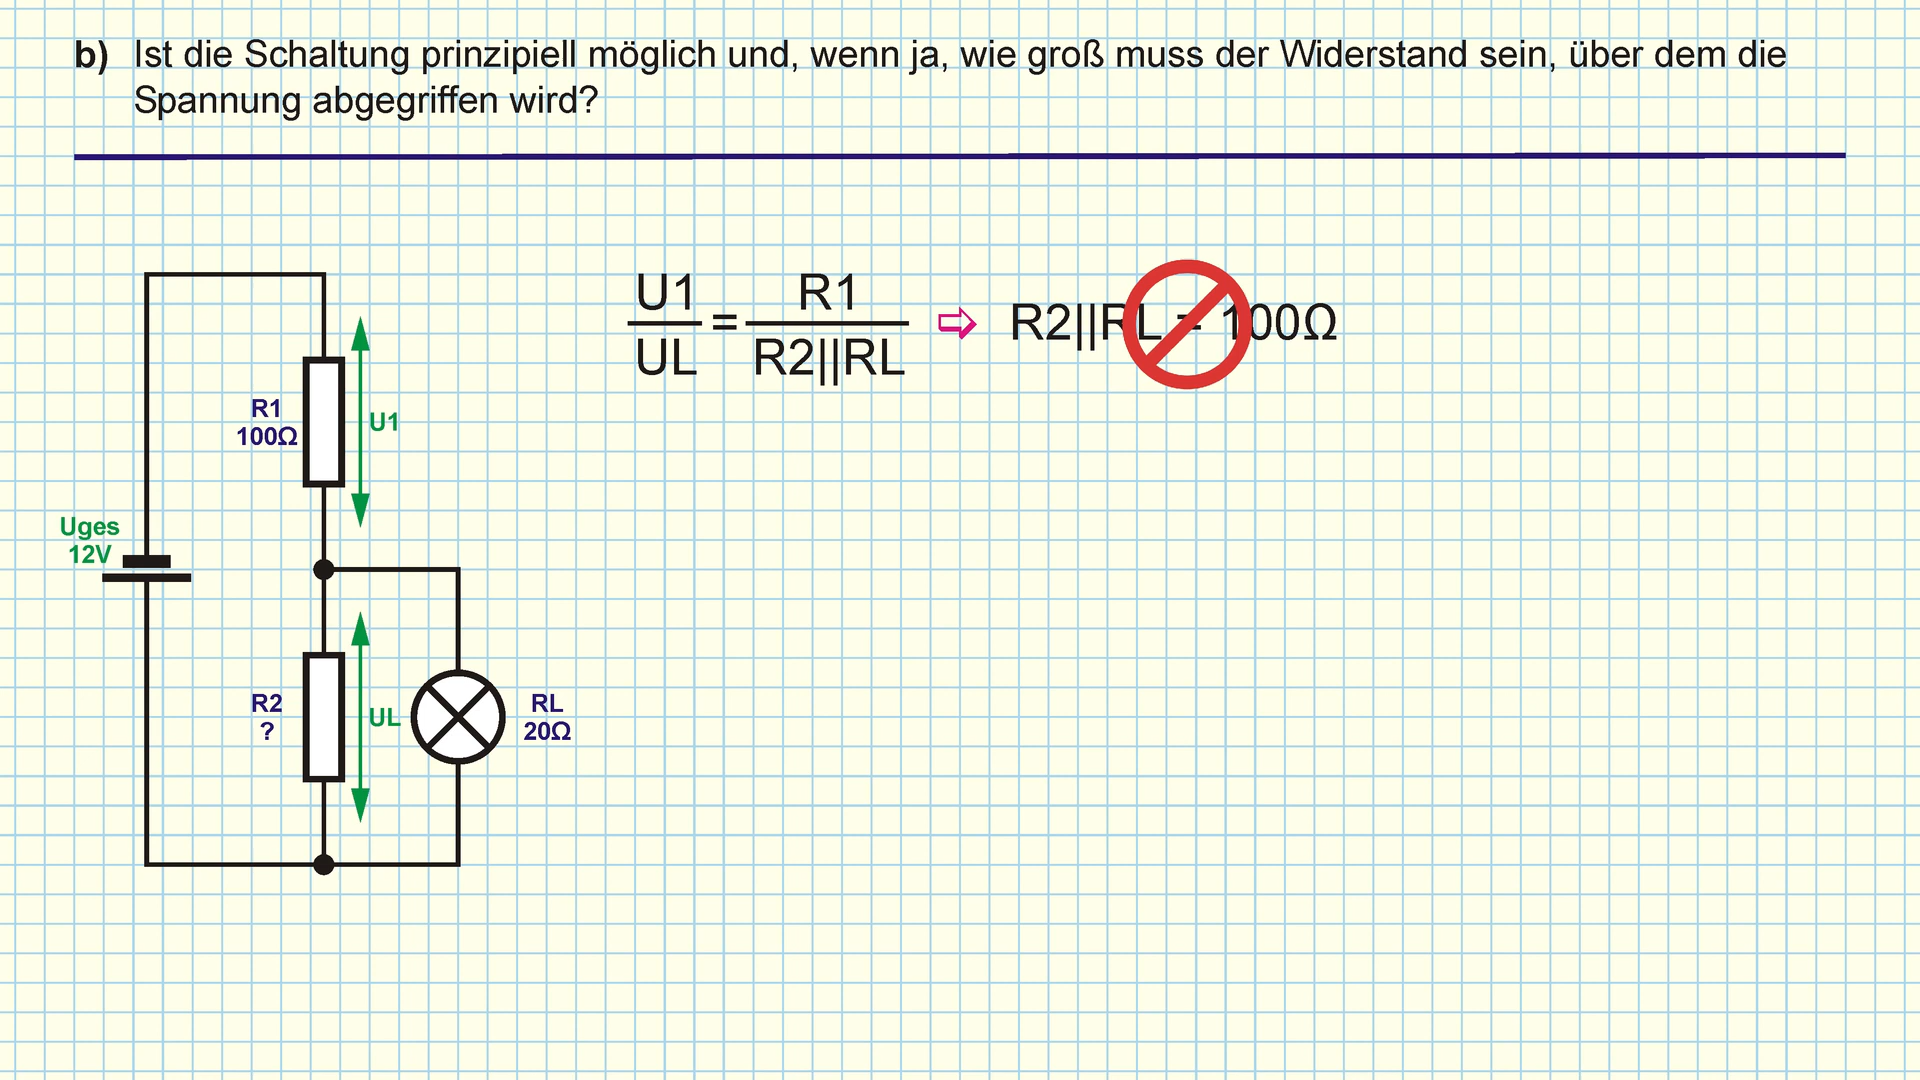 b) Ist die Schaltung prinzipiell möglich und, wenn ja, wie groß muss der Widerstand sein, über dem die
Spannung abgegriffen wird?
U1
UL
=
R1
R2||RL
R2||RL = 100Ω
R1
100Ω
U1
Uges
12V
R2
?
UL
RL
20Ω